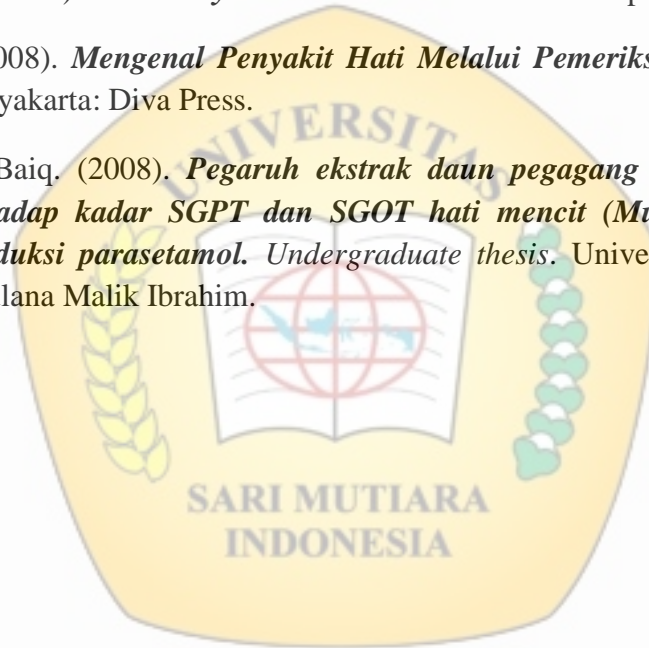 008). Mengenal Penyakit Hati Melalui Pemeriks
yakarta: Diva Press.
Baiq. (2008). Pegaruh ekstrak daun pegagang
adap kadar SGPT dan SGOT hati mencit (Mu
duksi parasetamol. Undergraduate thesis. Unive
lana Malik Ibrahim.
UNIVERSITAS
SARI MUTIARA
INDONESIA